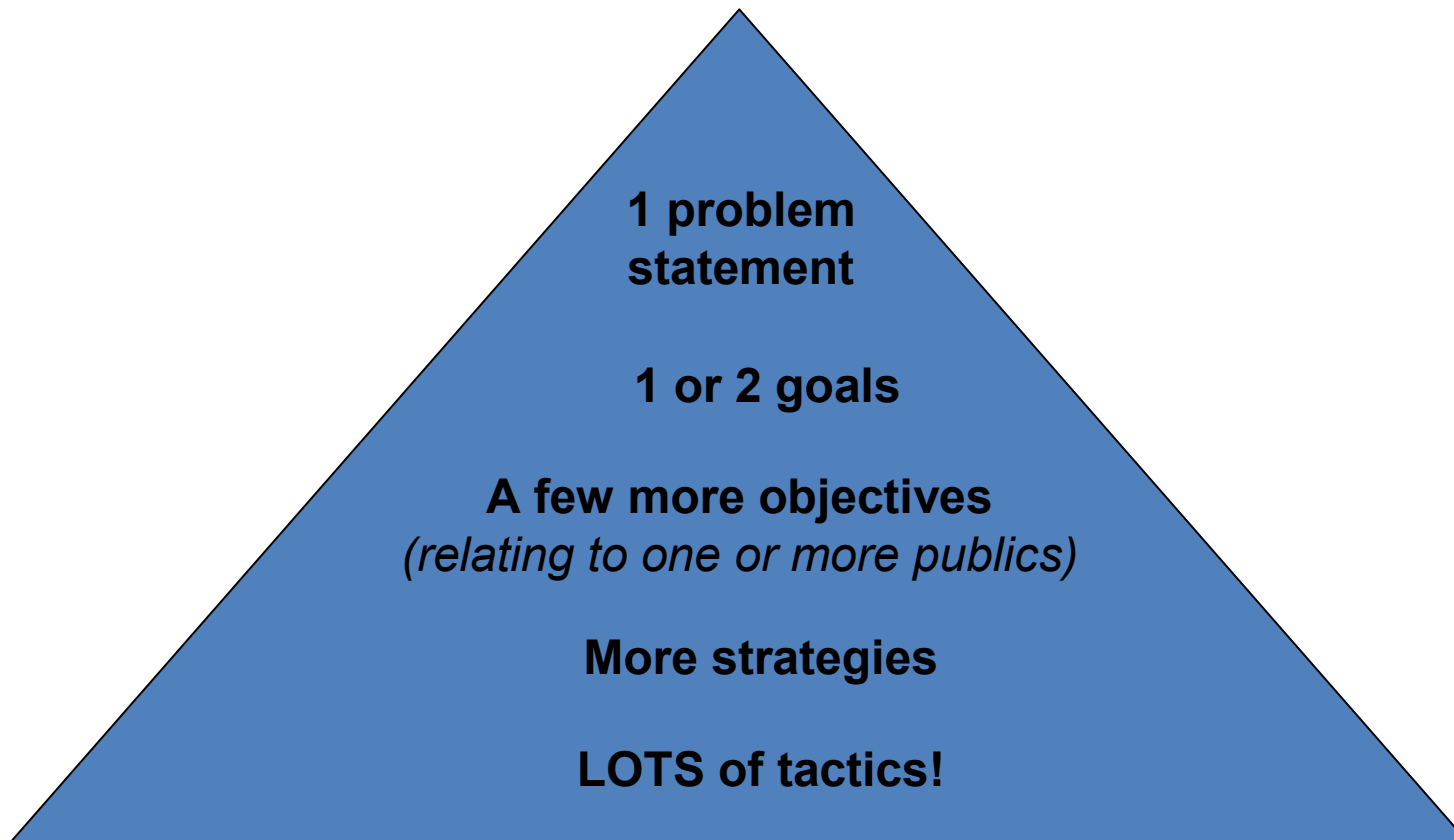 1 problem
statement
1 or 2 goals
A few more objectives
(relating to one or more publics)
More strategies
LOTS of tactics!